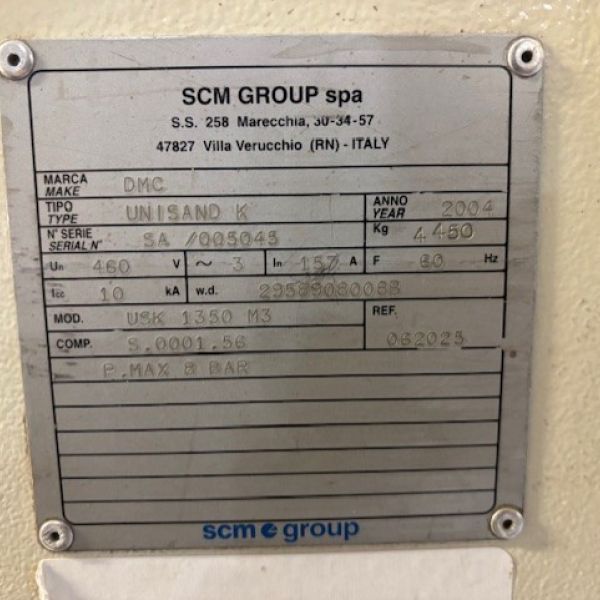 SCM GROUP spa
S.S. 258 Marecchia, 30-34-57
47827 Villa Verucchio (RN) - ITALY
MARCA
MAKE DMC
TIPO
TYPE UNISAND K
ANNO
YEAR 2004
N° SERIE
SERIAL N° SA /005045
Kg 4450
Un 460 V ~ 3 In 157 A F 60 Hz
Icc 10 kA w.d. 29589080088
MOD. USK 1350 M3
REF. 062025
COMP. S.0001.56
P.MAX 8 BAR
scm group